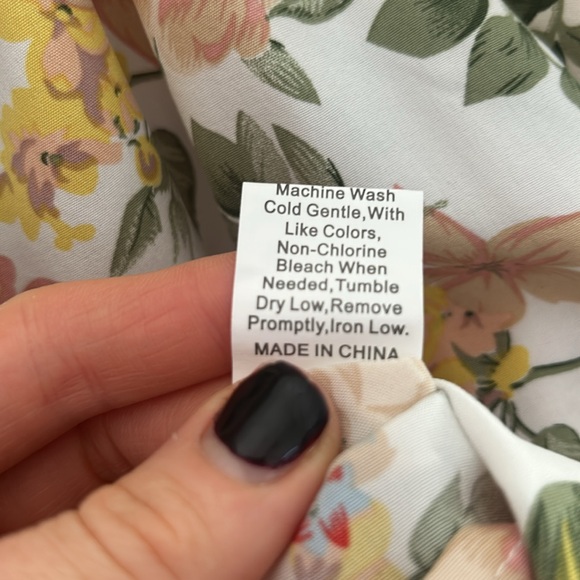 Machine Wash
Cold Gentle,With
Like Colors,
Non-Chlorine
Bleach When
Needed,Tumble
Dry Low,Remove
Promptly,Iron Low.
MADE IN CHINA